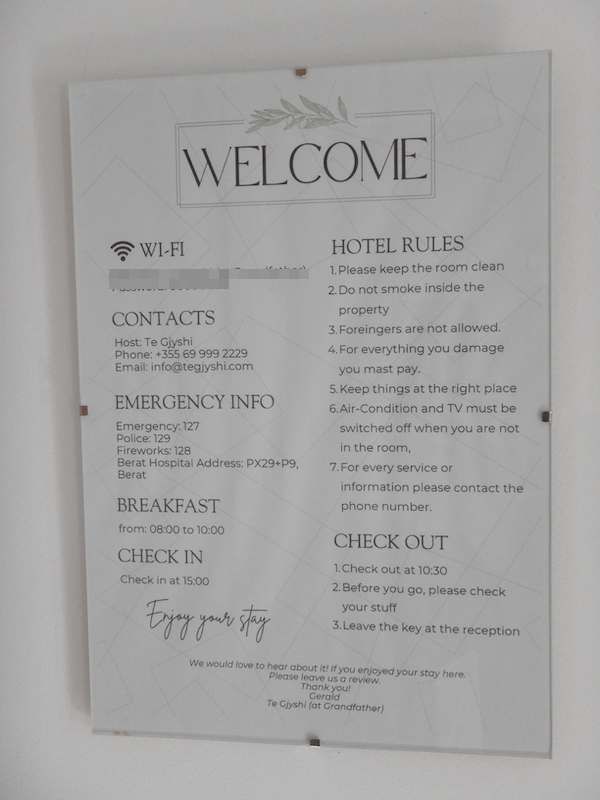 WELCOME
WI-FI
CONTACTS
Host: Te Gjyshi
Phone: +355 69 999 2229
Email: info@tegjyshi.com
EMERGENCY INFO
Emergency: 127
Police: 129
Fireworks: 128
Berat Hospital Address: PX29+P9,
Berat
BREAKFAST
from: 08:00 to 10:00
CHECK IN
Check in at 15:00
Enjoy your stay
HOTEL RULES
1. Please keep the room clean
2. Do not smoke inside the
property
3. Foreingers are not allowed.
4. For everything you damage
you mast pay.
5. Keep things at the right place
6. Air-Condition and TV must be
switched off when you are not
in the room,
7. For every service or
information please contact the
phone number.
CHECK OUT
1. Check out at 10:30
2. Before you go, please check
your stuff
3. Leave the key at the reception
We would love to hear about it! If you enjoyed your stay here.
Please leave us a review.
Thank you!
Gerald
Te Gjyshi (at Grandfather)